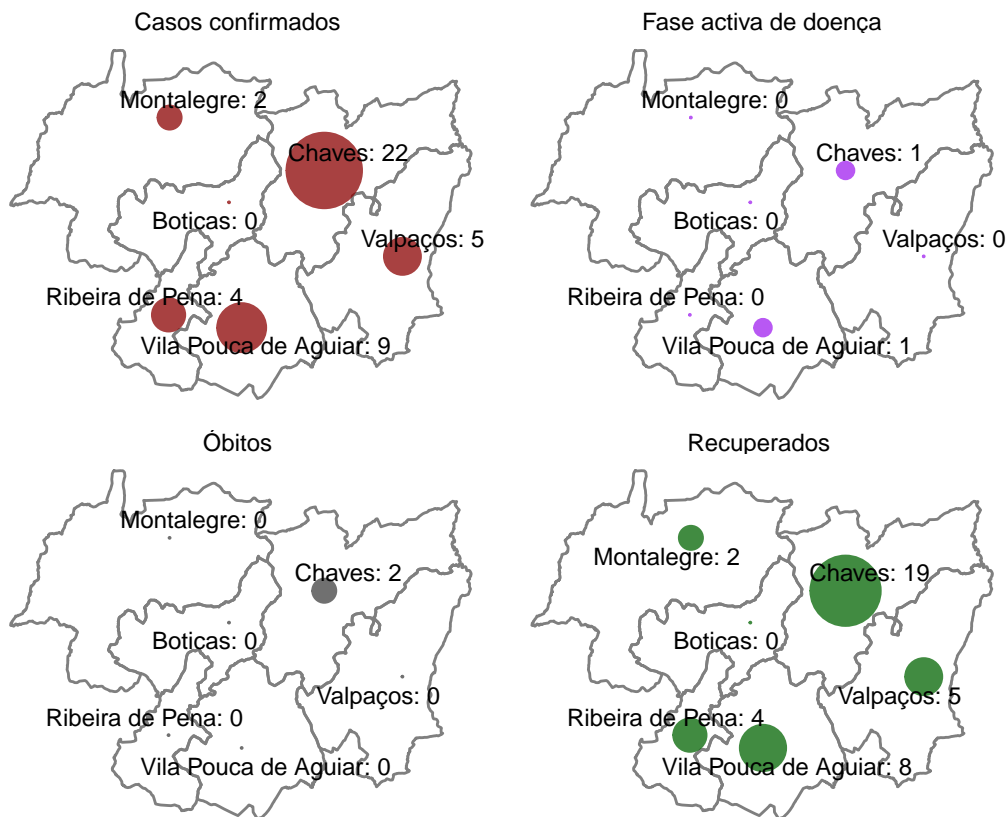 Casos confirmados
Montalegre: 2
Chaves: 22
Boticas: 0
Valpaços: 5
Ribeira de Pena: 4
Vila Pouca de Aguiar: 9
Fase activa de doença
Montalegre: 0
Chaves: 1
Boticas: 0
Valpaços: 0
Ribeira de Pena: 0
Vila Pouca de Aguiar: 1
Óbitos
Montalegre: 0
Chaves: 2
Boticas: 0
Valpaços: 0
Ribeira de Pena: 0
Vila Pouca de Aguiar: 0
Recuperados
Montalegre: 2
Chaves: 19
Boticas: 0
Valpaços: 5
Ribeira de Pena: 4
Vila Pouca de Aguiar: 8